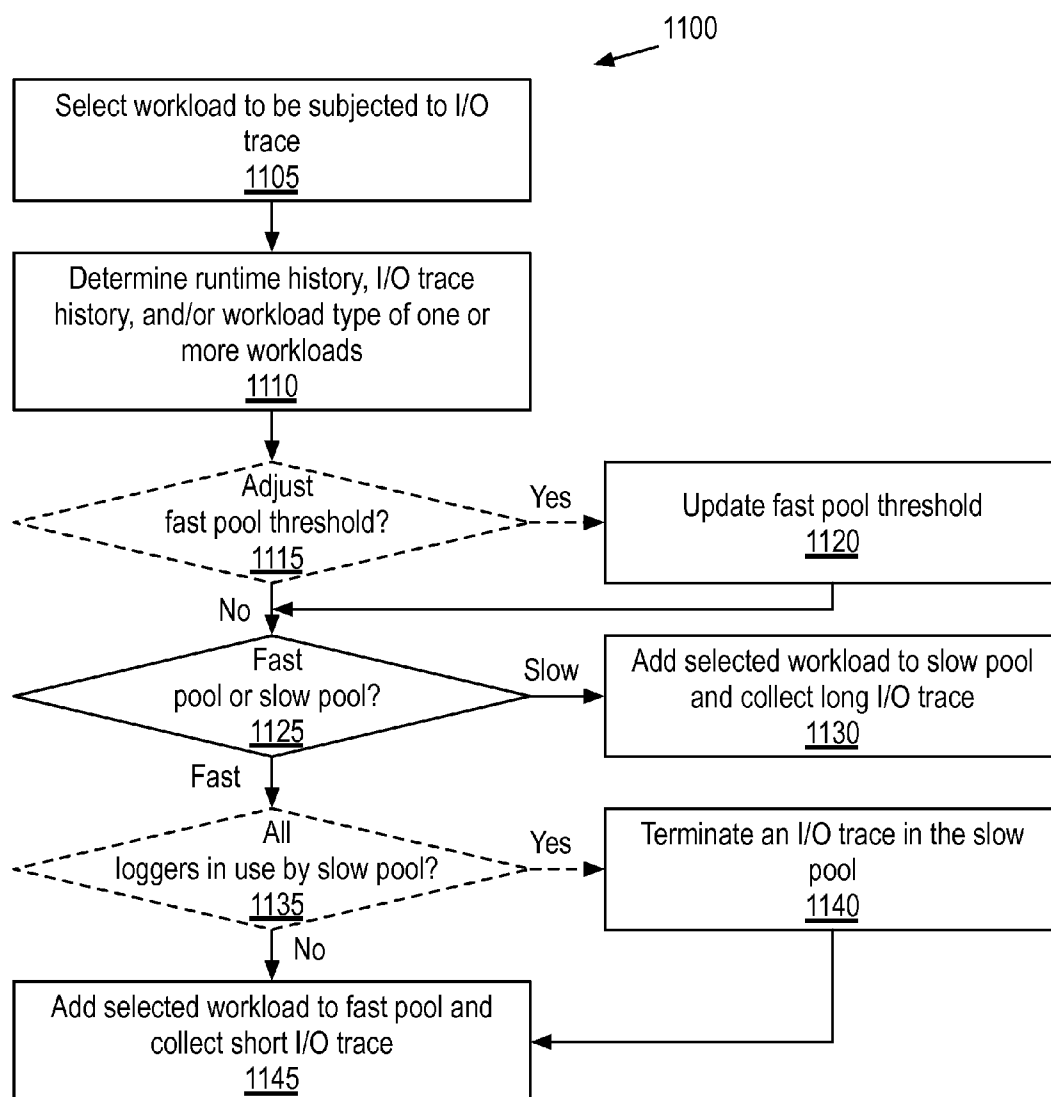 1100
Select workload to be subjected to I/O
trace
1105
Determine runtime history, I/O trace
history, and/or workload type of one or
more workloads
1110
Adjust
fast pool threshold?
1115
Yes
Update fast pool threshold
1120
No
Fast
pool or slow pool?
1125
Slow
Add selected workload to slow pool
and collect long I/O trace
1130
Fast
All
loggers in use by slow pool?
1135
Yes
Terminate an I/O trace in the slow
pool
1140
No
Add selected workload to fast pool and
collect short I/O trace
1145